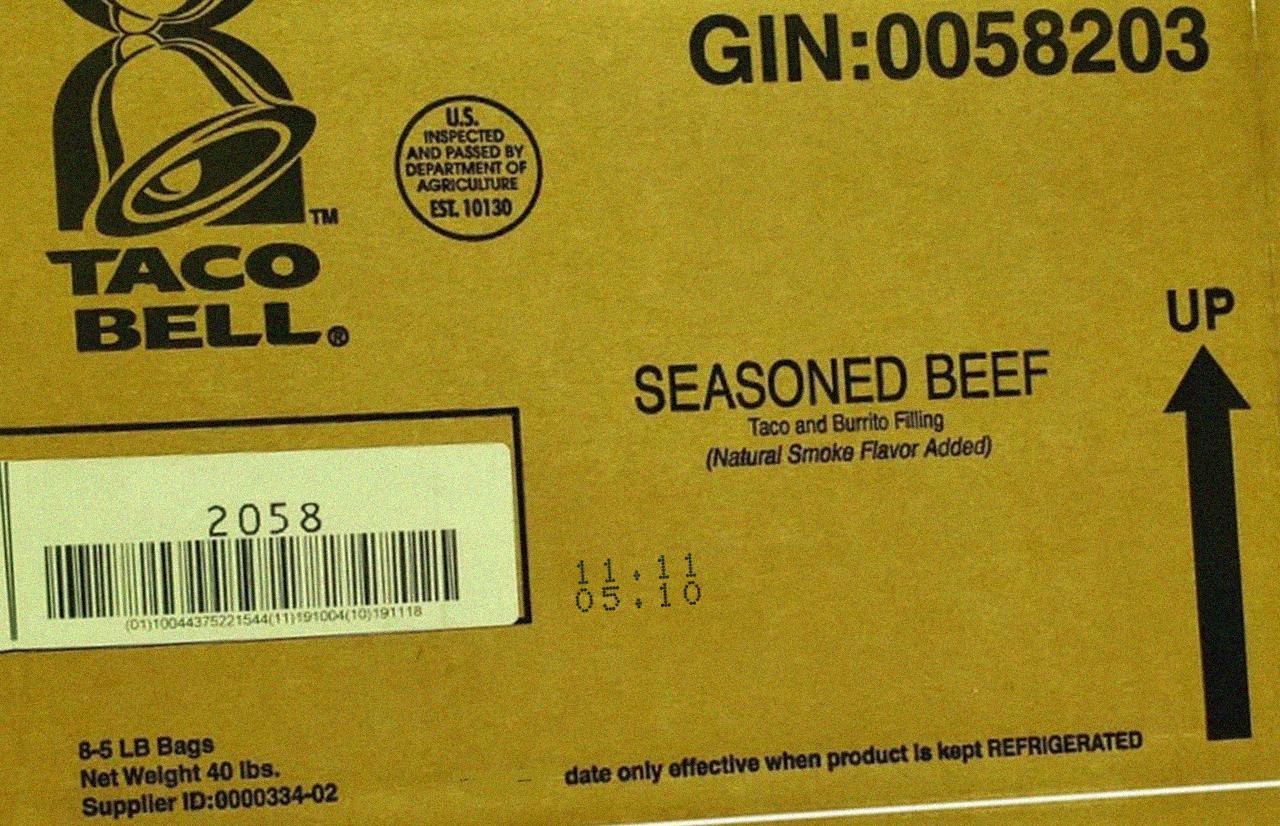 GIN:0058203
U.S.
INSPECTED
AND PASSED BY
DEPARTMENT OF
AGRICULTURE
EST. 10130
TM
TACO
BELL®
UP
SEASONED BEEF
Taco and Burrito Filling
(Natural Smoke Flavor Added)
2058
(01)10044375221544(11)191004(10)191118
11.11
05.10
8-5 LB Bags
Net Weight 40 lbs.
Supplier ID:0000334-02
date only effective when product is kept REFRIGERATED